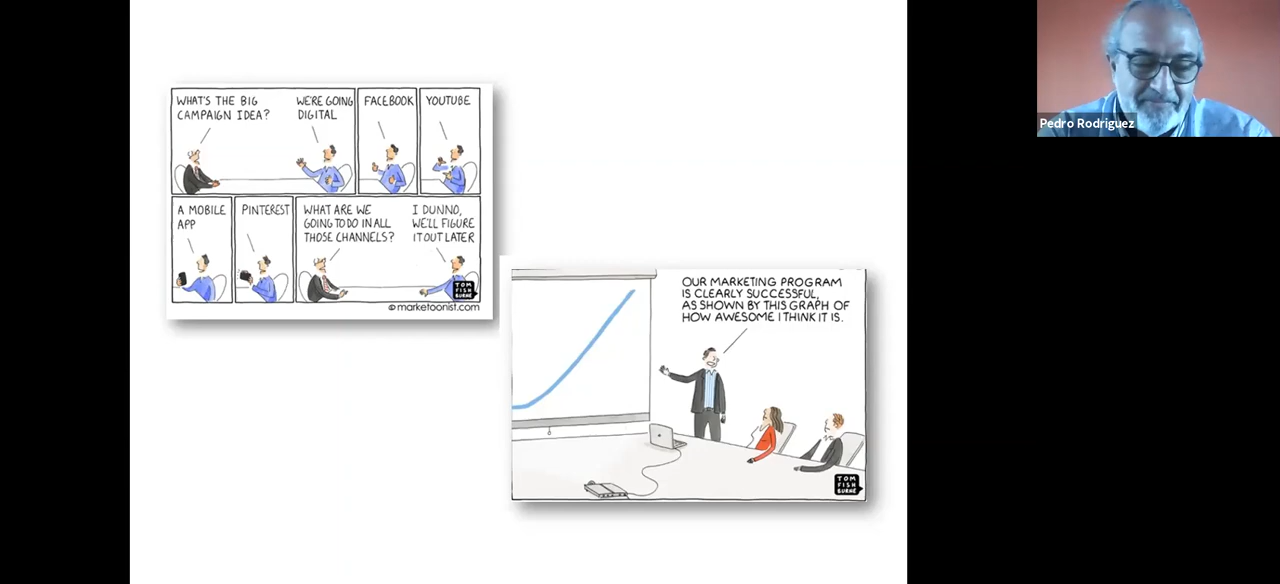 WHAT'S THE BIG
CAMPAIGN IDEA?
WE'RE GOING
DIGITAL
FACEBOOK
YOUTUBE
A MOBILE
APP
PINTEREST
WHAT ARE WE
GOING TO DO IN ALL
THOSE CHANNELS?
I DUNNO,
WE'LL FIGURE
IT OUT LATER
TOM
FISH
BURNE
© marketoonist.com
OUR MARKETING PROGRAM
IS CLEARLY SUCCESSFUL,
AS SHOWN BY THIS GRAPH OF
HOW AWESOME I THINK IT IS.
TOM
FISH
BURNE
Pedro Rodriguez